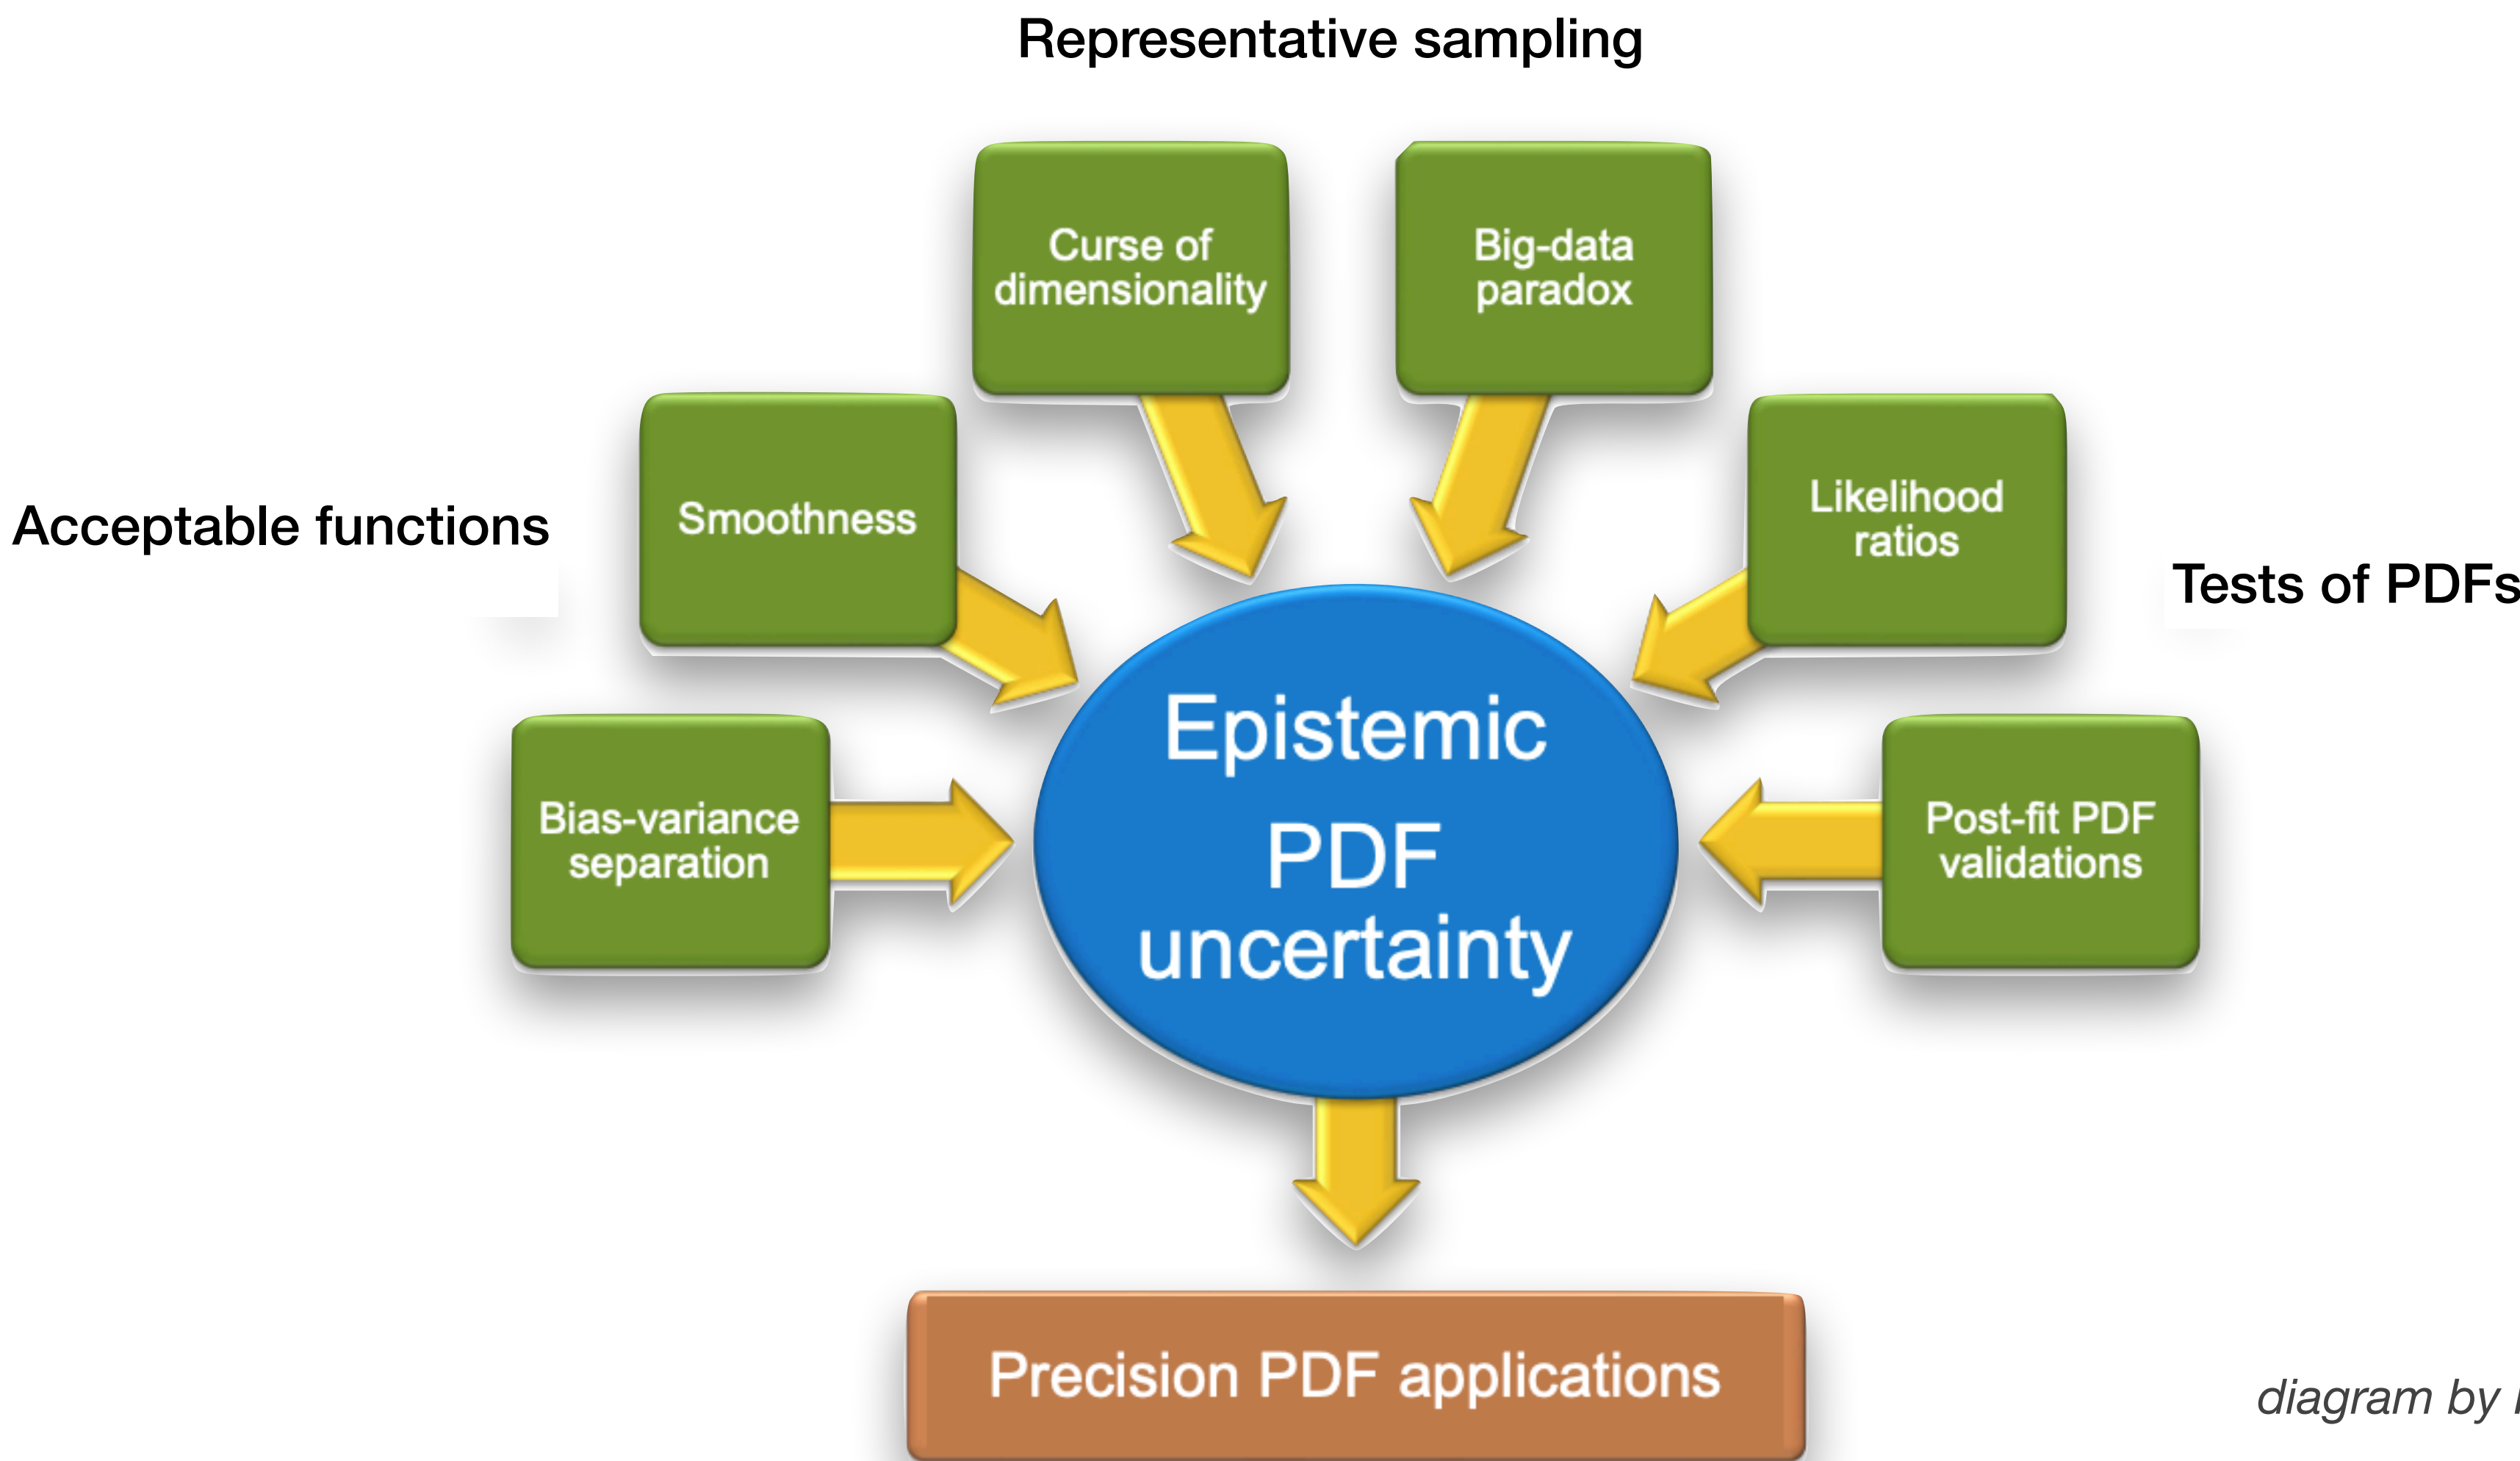 Representative sampling
Curse of
dimensionality
Big-data
paradox
Smoothness
Likelihood
ratios
Acceptable functions
Tests of PDFs
Bias-variance
separation
Epistemic
PDF
uncertainty
Post-fit PDF
validations
Precision PDF applications
diagram by